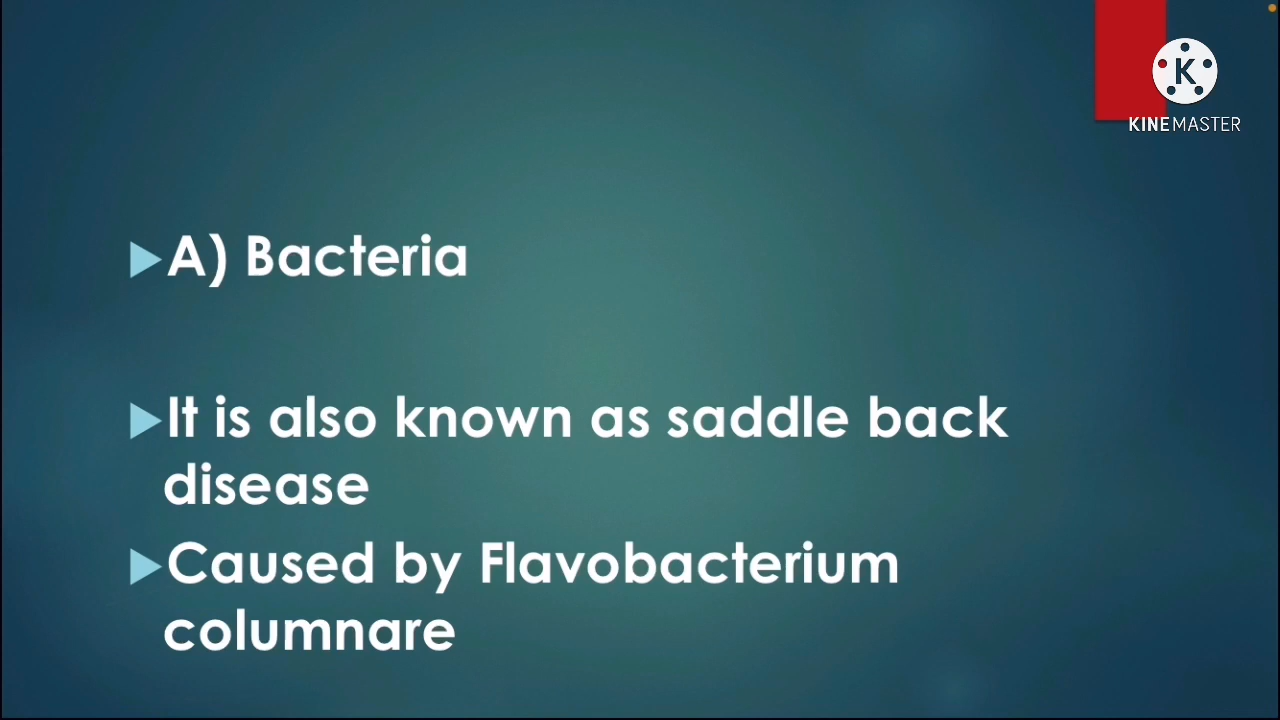 K
KINEMASTER
A) Bacteria
It is also known as saddle back
disease
Caused by Flavobacterium
columnare